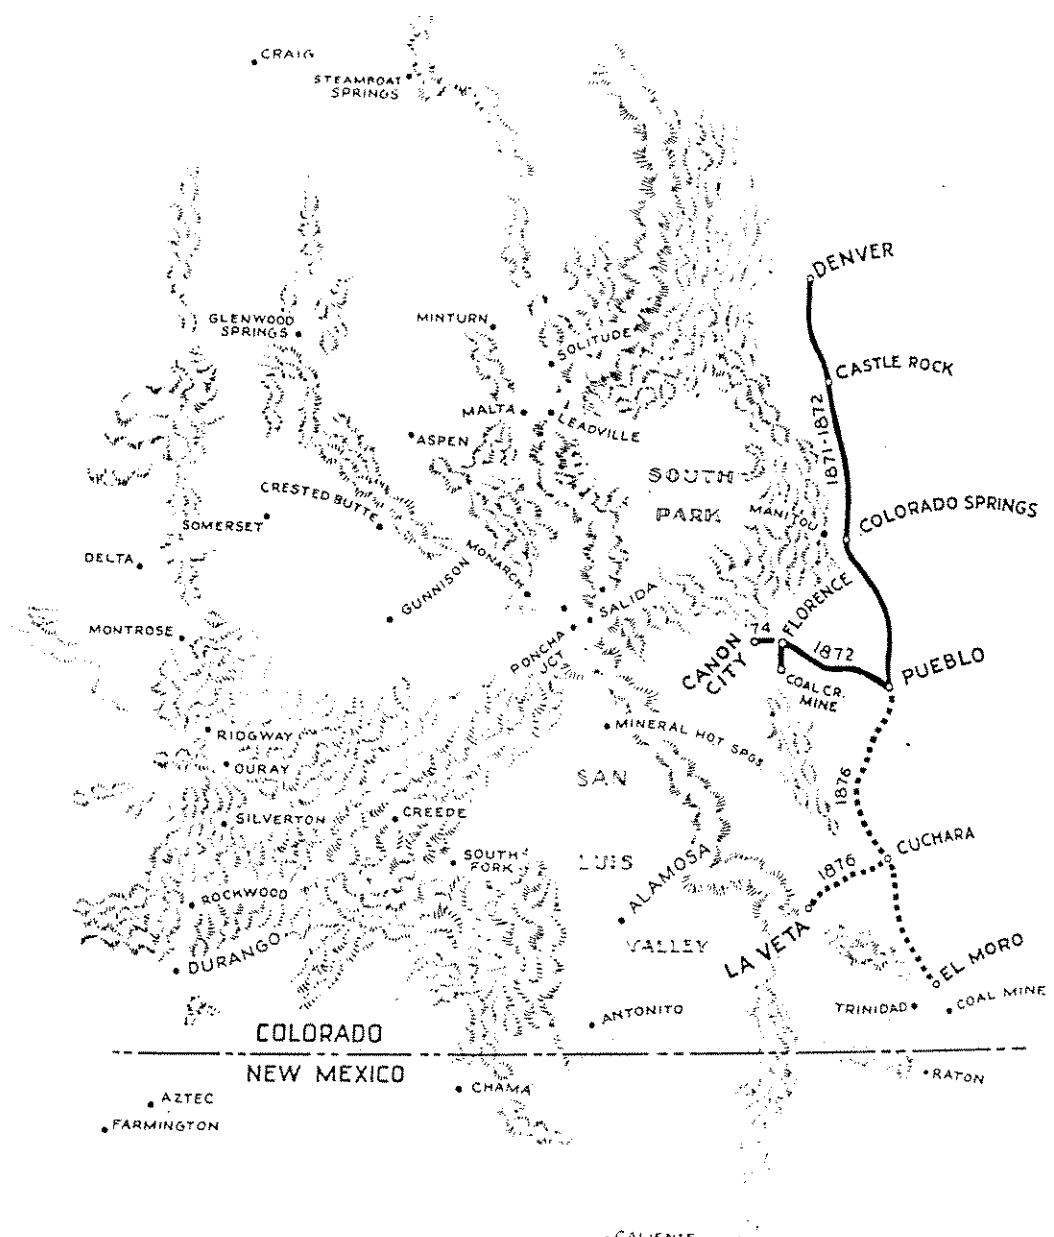 CRAIG
STEAMBOAT
SPRINGS
DENVER
GLENWOOD
SPRINGS
MINTURN
SOLITUDE
CASTLE ROCK
MALTA
LEADVILLE
ASPEN
1871-1872
SOUTH
PARK
CRESTED BUTTE
MANITOU
COLORADO SPRINGS
SOMERSET
DELTA
MONARCH
GUNNISON
SALIDA
FLORENCE
MONTROSE
PONCHA
JCT
'74
CANON
CITY
1872
PUEBLO
COAL CR.
MINE
RIDGWAY
MINERAL HOT SPGS
OURAY
SAN
1876
SILVERTON
CREEDE
CUCHARA
SOUTH
FORK
LUIS
ALAMOSA
1876
ROCKWOOD
VALLEY
LA VETA
DURANGO
EL MORO
ANTONITO
TRINIDAD
COAL MINE
COLORADO
NEW MEXICO
RATON
CHAMA
AZTEC
FARMINGTON
CALIENTE